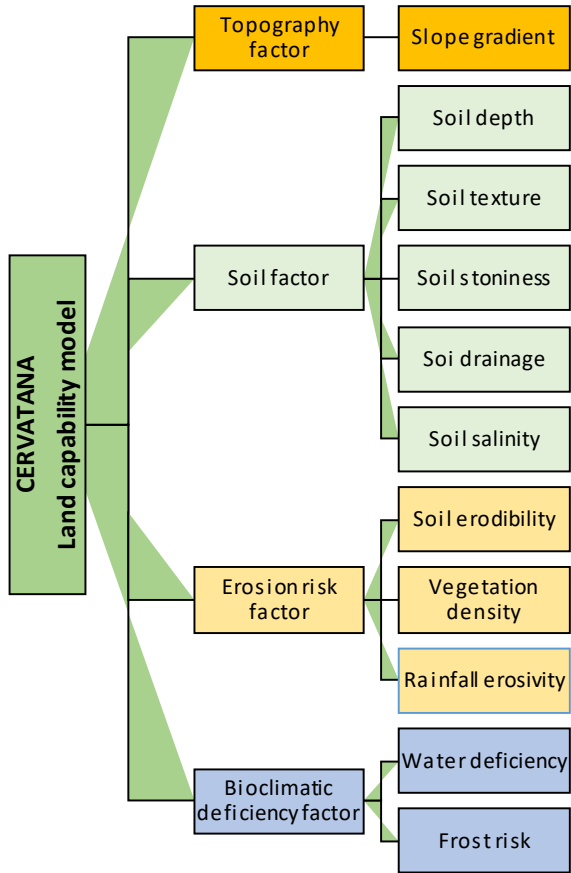 CERVATANA
Land capability model
Topography
factor
Slope gradient
Soil factor
Soil depth
Soil texture
Soil stoniness
Soi drainage
Soil salinity
Erosion risk
factor
Soil erodibility
Vegetation
density
Rainfall erosivity
Bioclimatic
deficiency factor
Water deficiency
Frost risk